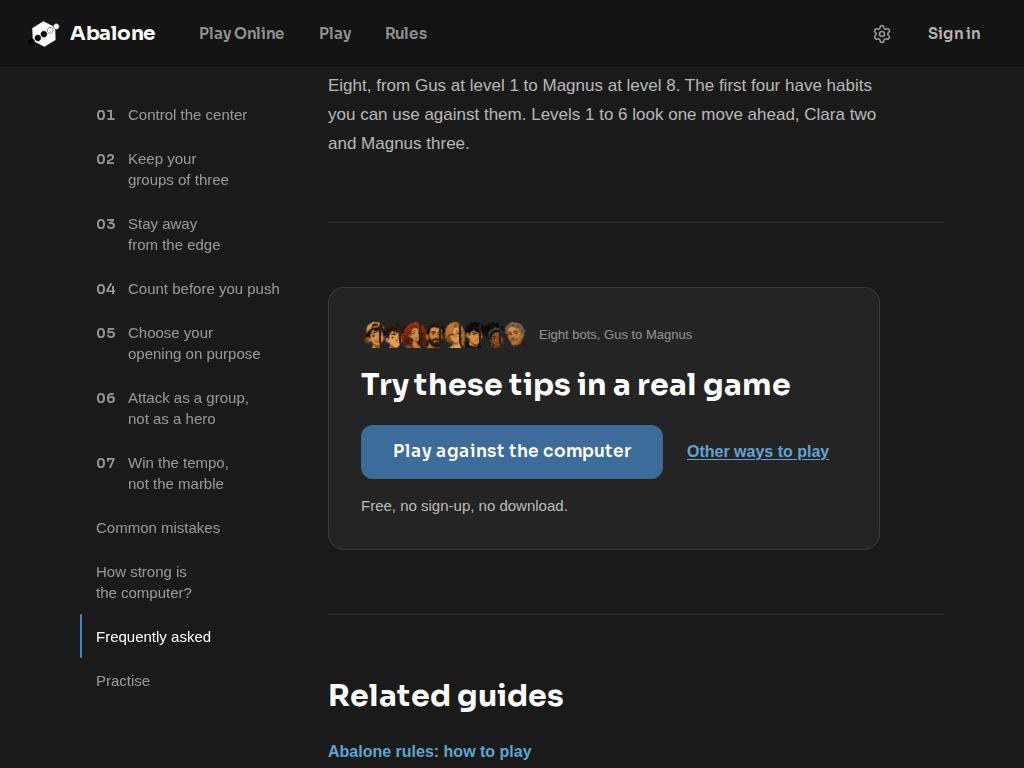 Abalone
Play Online
Play
Rules
Sign in
01 Control the center
02 Keep your
groups of three
03 Stay away
from the edge
04 Count before you push
05 Choose your
opening on purpose
06 Attack as a group,
not as a hero
07 Win the tempo,
not the marble
Common mistakes
How strong is
the computer?
Frequently asked
Practise
Eight, from Gus at level 1 to Magnus at level 8. The first four have habits
you can use against them. Levels 1 to 6 look one move ahead, Clara two
and Magnus three.
Eight bots, Gus to Magnus
Try these tips in a real game
Play against the computer
Other ways to play
Free, no sign-up, no download.
Related guides
Abalone rules: how to play